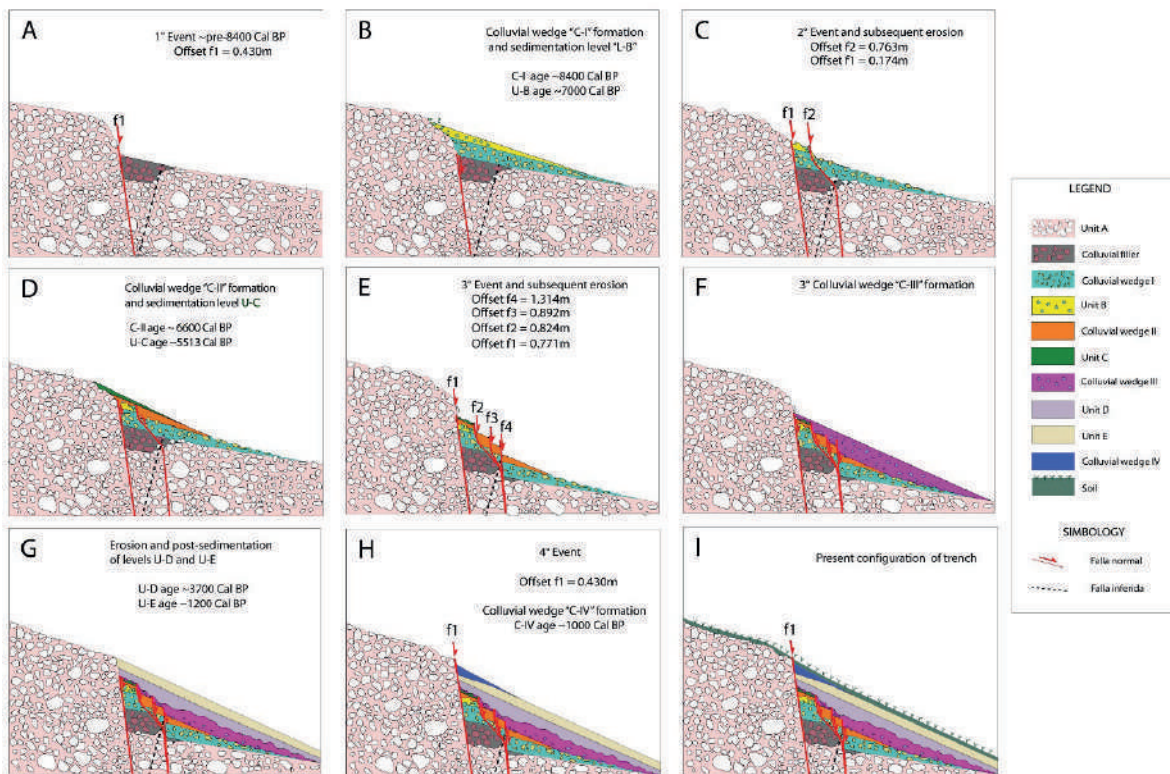 A
1° Event ~pre-8400 Cal BP
Offset f1 = 0.430m
f1
B
Colluvial wedge "C-I" formation
and sedimentation level "L-B"
C-I age ~8400 Cal BP
U-B age ~7000 Cal BP
C
2° Event and subsequent erosion
Offset f2 = 0.763m
Offset f1 = 0.174m
f1
f2
D
Colluvial wedge "C-II" formation
and sedimentation level U-C
C-II age ~6600 Cal BP
U-C age ~5513 Cal BP
E
3° Event and subsequent erosion
Offset f4 = 1.314m
Offset f3 = 0.892m
Offset f2 = 0.824m
Offset f1 = 0.771m
f1
f2
f3
f4
F
3° Colluvial wedge "C-III" formation
G
Erosion and post-sedimentation
of levels U-D and U-E
U-D age ~3700 Cal BP
U-E age ~1200 Cal BP
H
4° Event
Offset f1 = 0.430m
Colluvial wedge "C-IV" formation
C-IV age ~1000 Cal BP
f1
I
Present configuration of trench
f1
LEGEND
Unit A
Colluvial filler
Colluvial wedge I
Unit B
Colluvial wedge II
Unit C
Colluvial wedge III
Unit D
Unit E
Colluvial wedge IV
Soil
SIMBOLOGY
Falla normal
Falla inferida